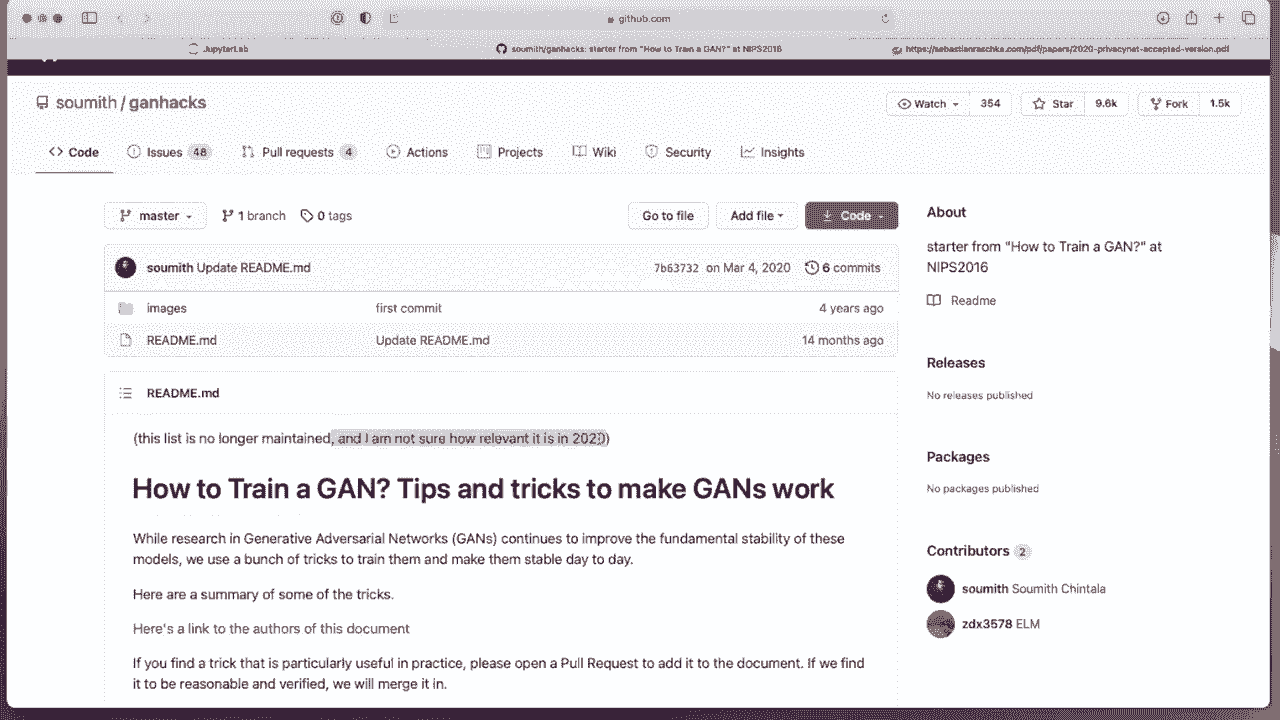 github.com
JupyterLab
soumith/ganhacks: starter from "How to Train a GAN?" at NIPS2016
https://sebastianraschka.com/pdf/papers/2020-privacynet-accepted-version.pdf
soumith / ganhacks
Watch 354
Star 9.6k
Fork 1.5k
Code
Issues 48
Pull requests 4
Actions
Projects
Wiki
Security
Insights
master
1 branch
0 tags
Go to file
Add file
Code
soumith Update README.md
7b63732 on Mar 4, 2020
6 commits
images
first commit
4 years ago
README.md
Update README.md
14 months ago
README.md
(this list is no longer maintained, and I am not sure how relevant it is in 2020)
How to Train a GAN? Tips and tricks to make GANs work
While research in Generative Adversarial Networks (GANs) continues to improve the fundamental stability of these
models, we use a bunch of tricks to train them and make them stable day to day.
Here are a summary of some of the tricks.
Here's a link to the authors of this document
If you find a trick that is particularly useful in practice, please open a Pull Request to add it to the document. If we find
it to be reasonable and verified, we will merge it in.
About
starter from "How to Train a GAN?" at
NIPS2016
Readme
Releases
No releases published
Packages
No packages published
Contributors 2
soumith Soumith Chintala
zdx3578 ELM